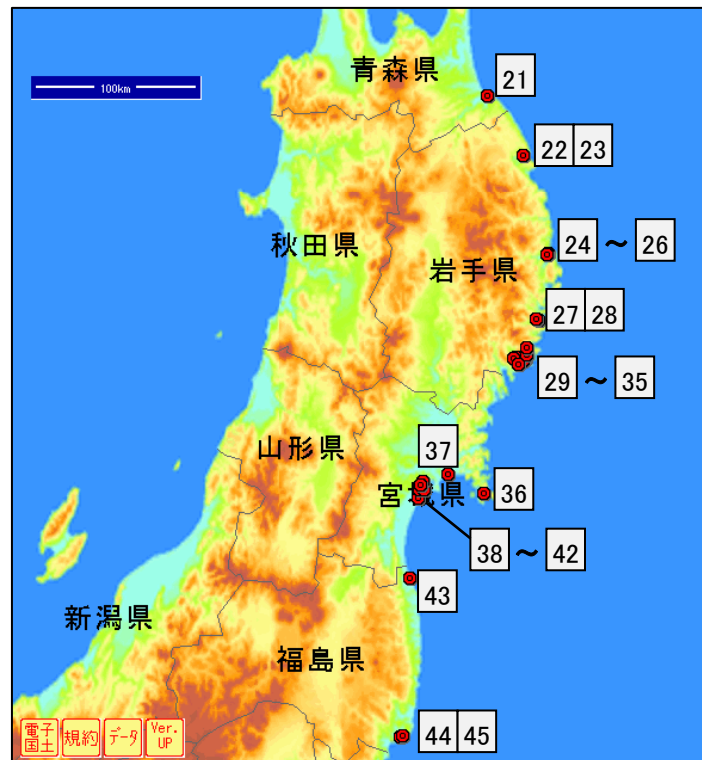 青森県
21
100km
22 23
秋田県
24 ～ 26
岩手県
27 28
29 ～ 35
山形県
37
宮城県
36
38 ～ 42
43
新潟県
福島県
電子国土
規約
データ
Ver. UP
44 45